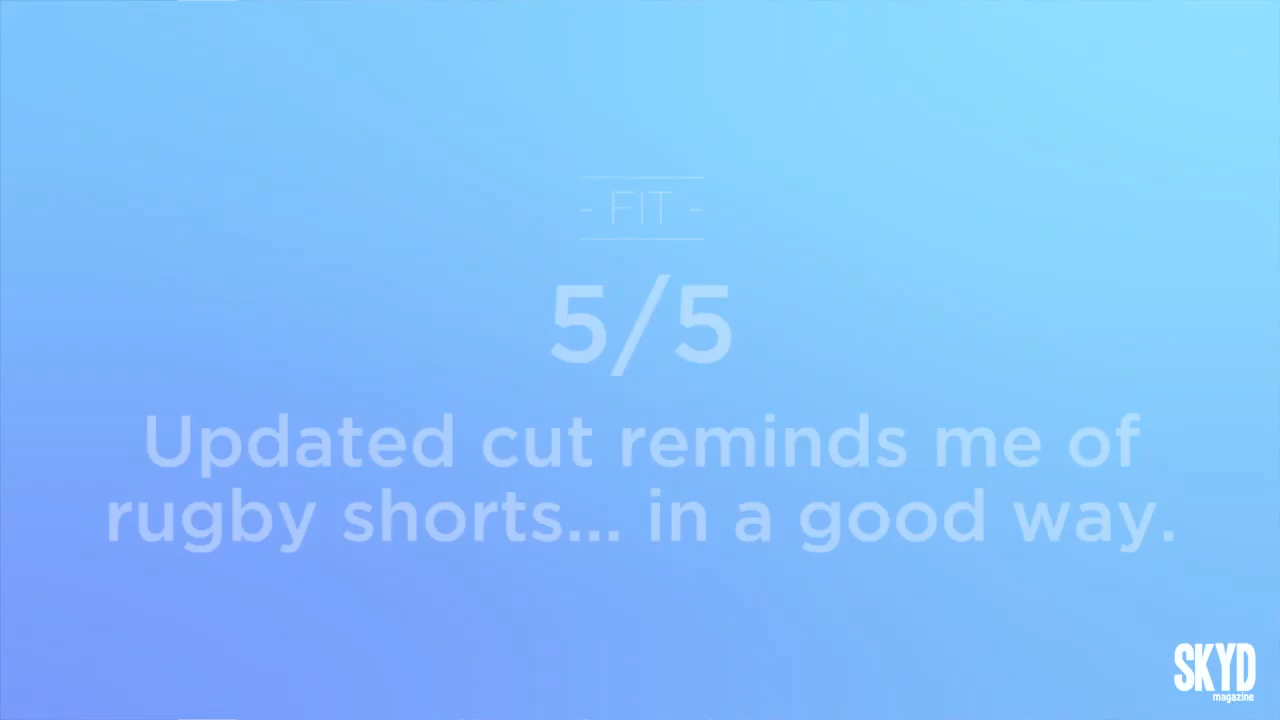 - FIT -
5/5
Updated cut reminds me of
rugby shorts... in a good way.
SKYD
magazine